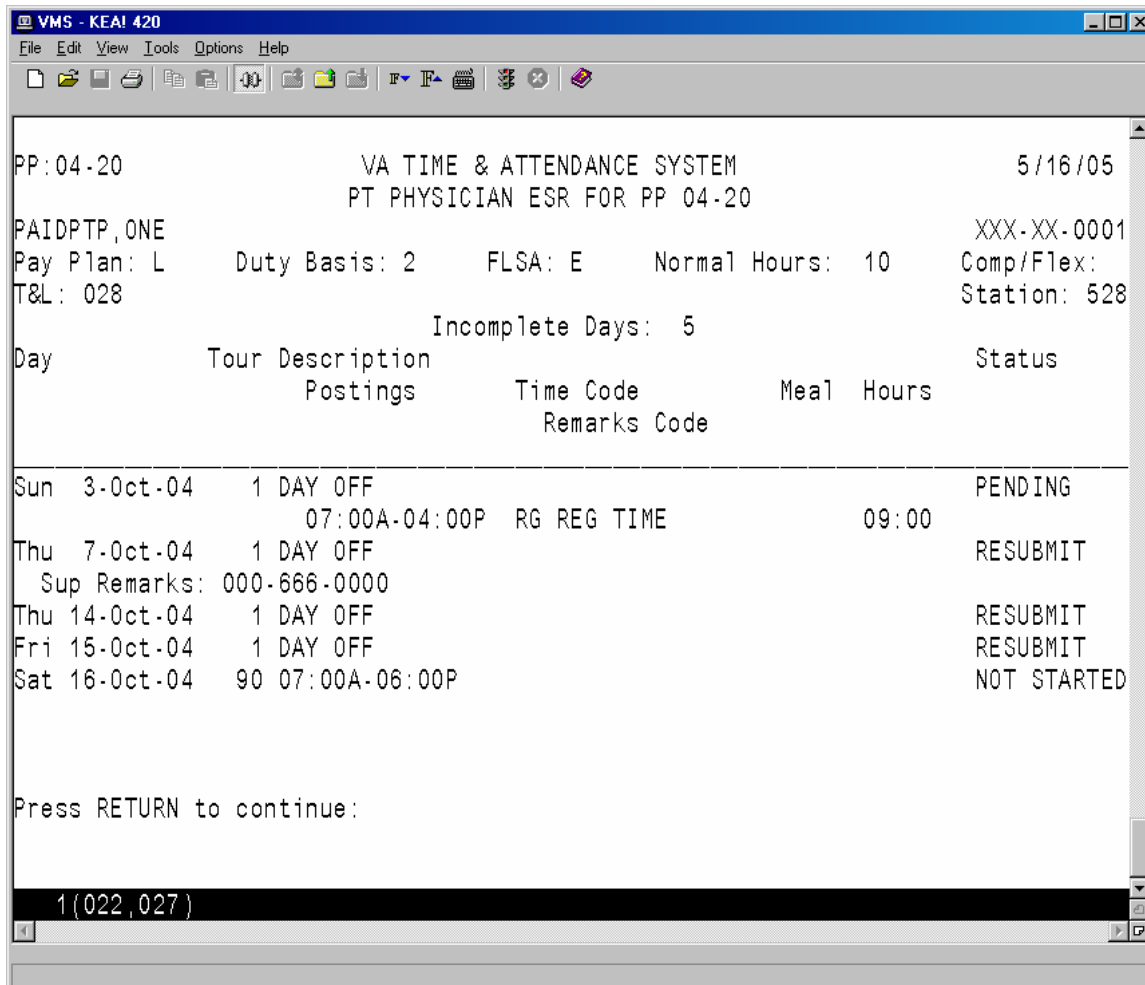 VMS - KEA! 420
File Edit View Tools Options Help
PP:04-20 VA TIME & ATTENDANCE SYSTEM 5/16/05
PT PHYSICIAN ESR FOR PP 04-20
PAIDPTP,ONE XXX-XX-0001
Pay Plan: L Duty Basis: 2 FLSA: E Normal Hours: 10 Comp/Flex:
T&L: 028 Station: 528
Incomplete Days: 5
Day Tour Description Status
Postings Time Code Meal Hours
Remarks Code
Sun 3-Oct-04 1 DAY OFF PENDING
07:00A-04:00P RG REG TIME 09:00
Thu 7-Oct-04 1 DAY OFF RESUBMIT
Sup Remarks: 000-666-0000
Thu 14-Oct-04 1 DAY OFF RESUBMIT
Fri 15-Oct-04 1 DAY OFF RESUBMIT
Sat 16-Oct-04 90 07:00A-06:00P NOT STARTED
Press RETURN to continue:
1(022,027)